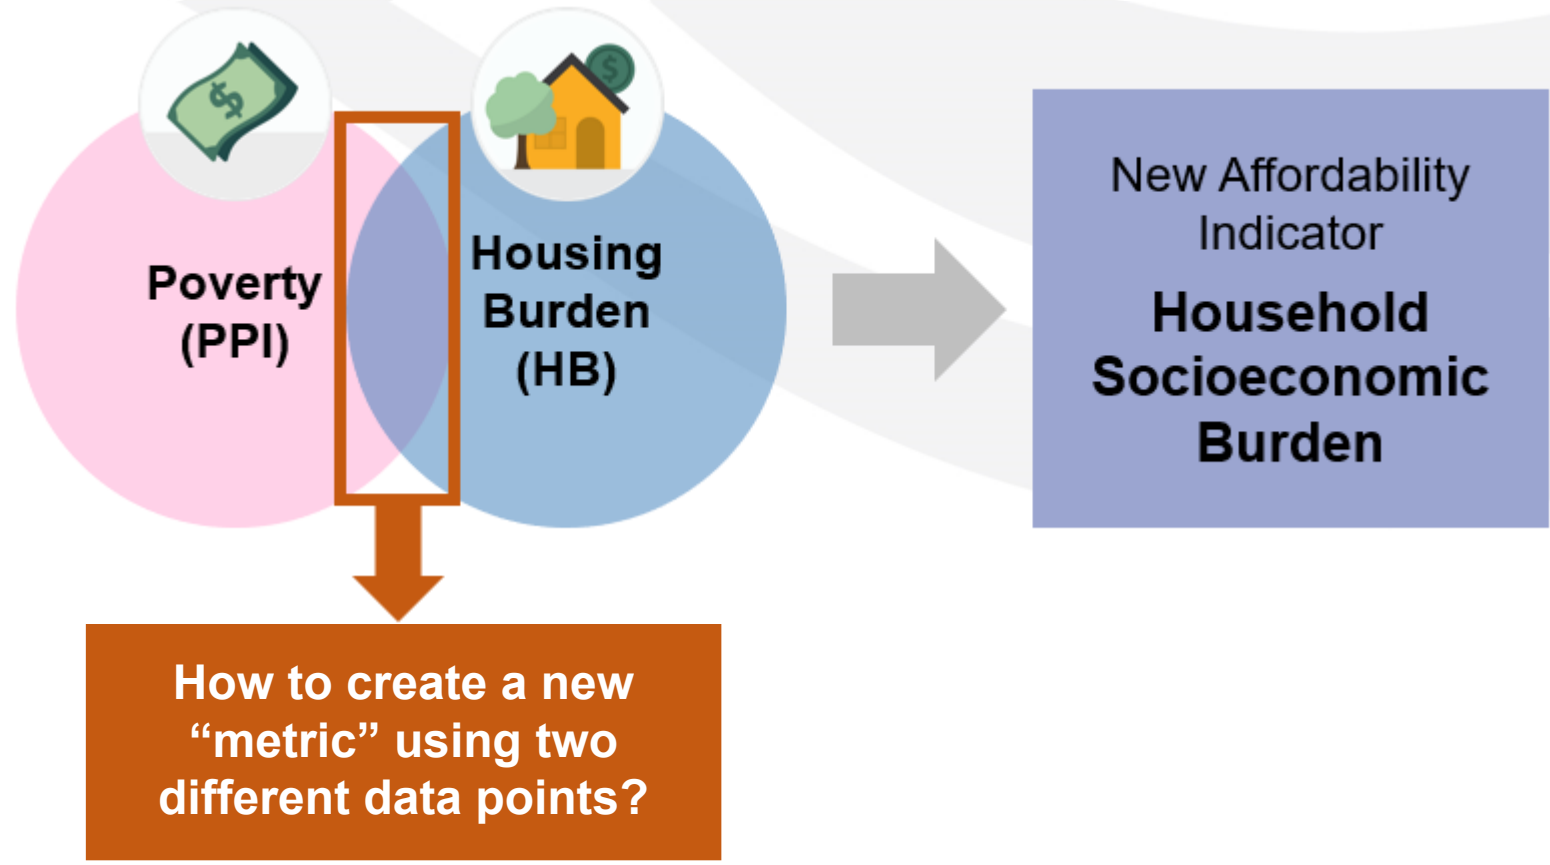 Poverty
(PPI)
Housing
Burden
(HB)
New Affordability
Indicator
Household
Socioeconomic
Burden
How to create a new
“metric” using two
different data points?
$
$